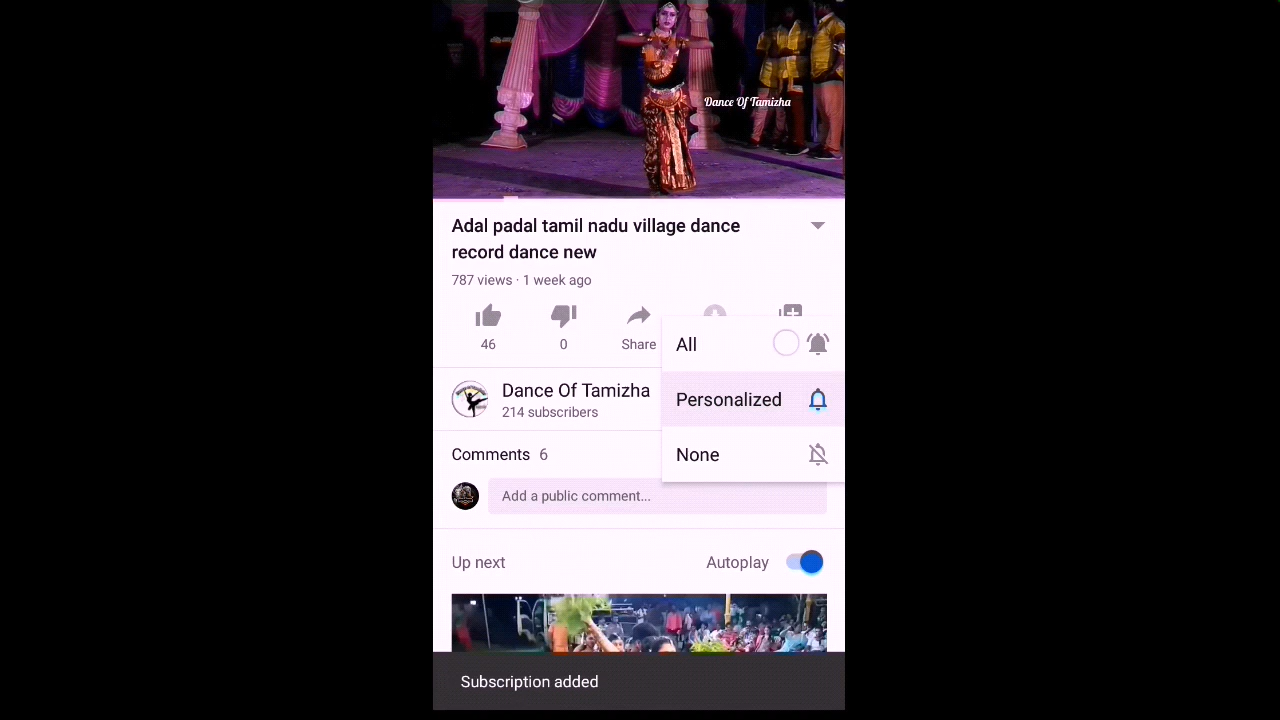 Dance Of Tamizha
Adal padal tamil nadu village dance
record dance new
787 views · 1 week ago
46
0
Share
All
Personalized
None
Dance Of Tamizha
214 subscribers
Comments 6
Add a public comment...
Up next
Autoplay
Subscription added